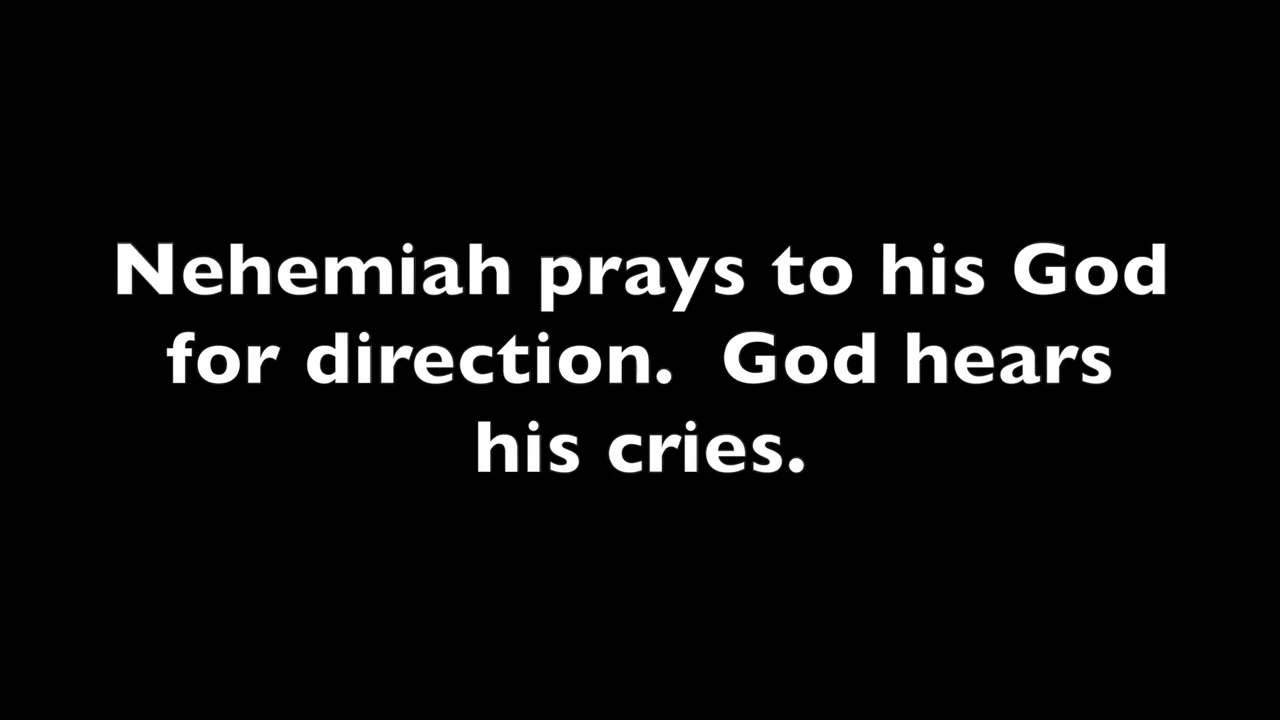 Nehemiah prays to his God
for direction.  God hears
his cries.